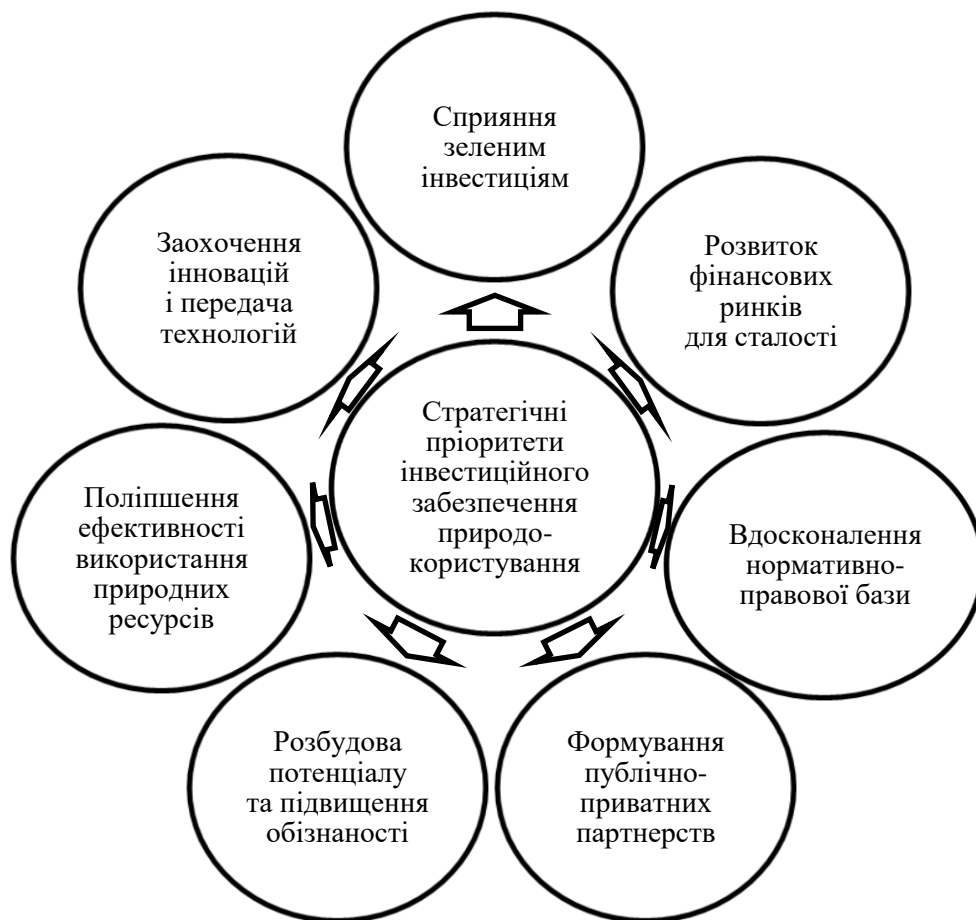 Сприяння
зеленим
інвестиціям
Заохочення
інновацій
і передача
технологій
Розвиток
фінансових
ринків
для сталості
Стратегічні
пріоритети
інвестиційного
забезпечення
природо-
користування
Поліпшення
ефективності
використання
природних
ресурсів
Вдосконалення
нормативно-
правової бази
Розбудова
потенціалу
та підвищення
обізнаності
Формування
публічно-
приватних
партнерств